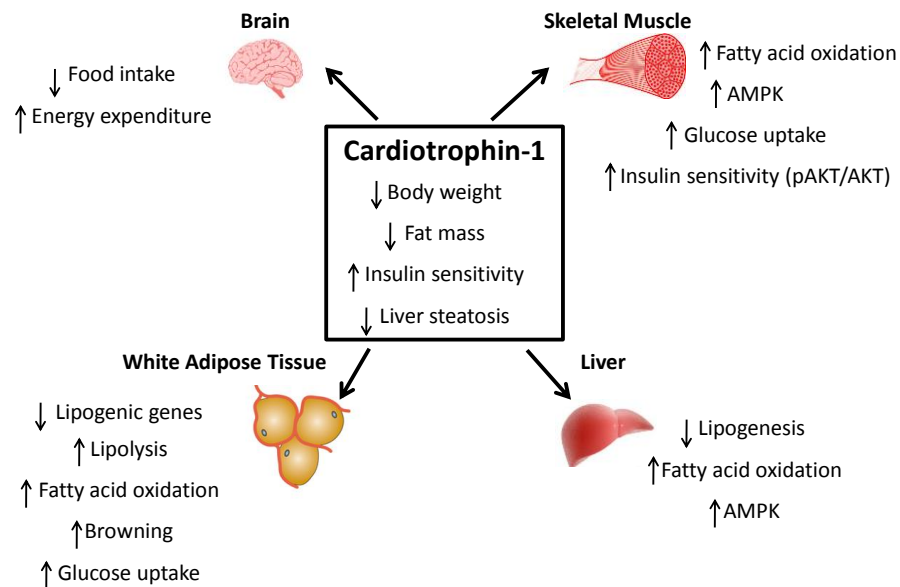 Brain
↓ Food intake
↑ Energy expenditure
Skeletal Muscle
↑ Fatty acid oxidation
↑ AMPK
↑ Glucose uptake
↑ Insulin sensitivity (pAKT/AKT)
Cardiotrophin-1
↓ Body weight
↓ Fat mass
↑ Insulin sensitivity
↓ Liver steatosis
White Adipose Tissue
↓ Lipogenic genes
↑ Lipolysis
↑ Fatty acid oxidation
↑ Browning
↑ Glucose uptake
Liver
↓ Lipogenesis
↑ Fatty acid oxidation
↑ AMPK